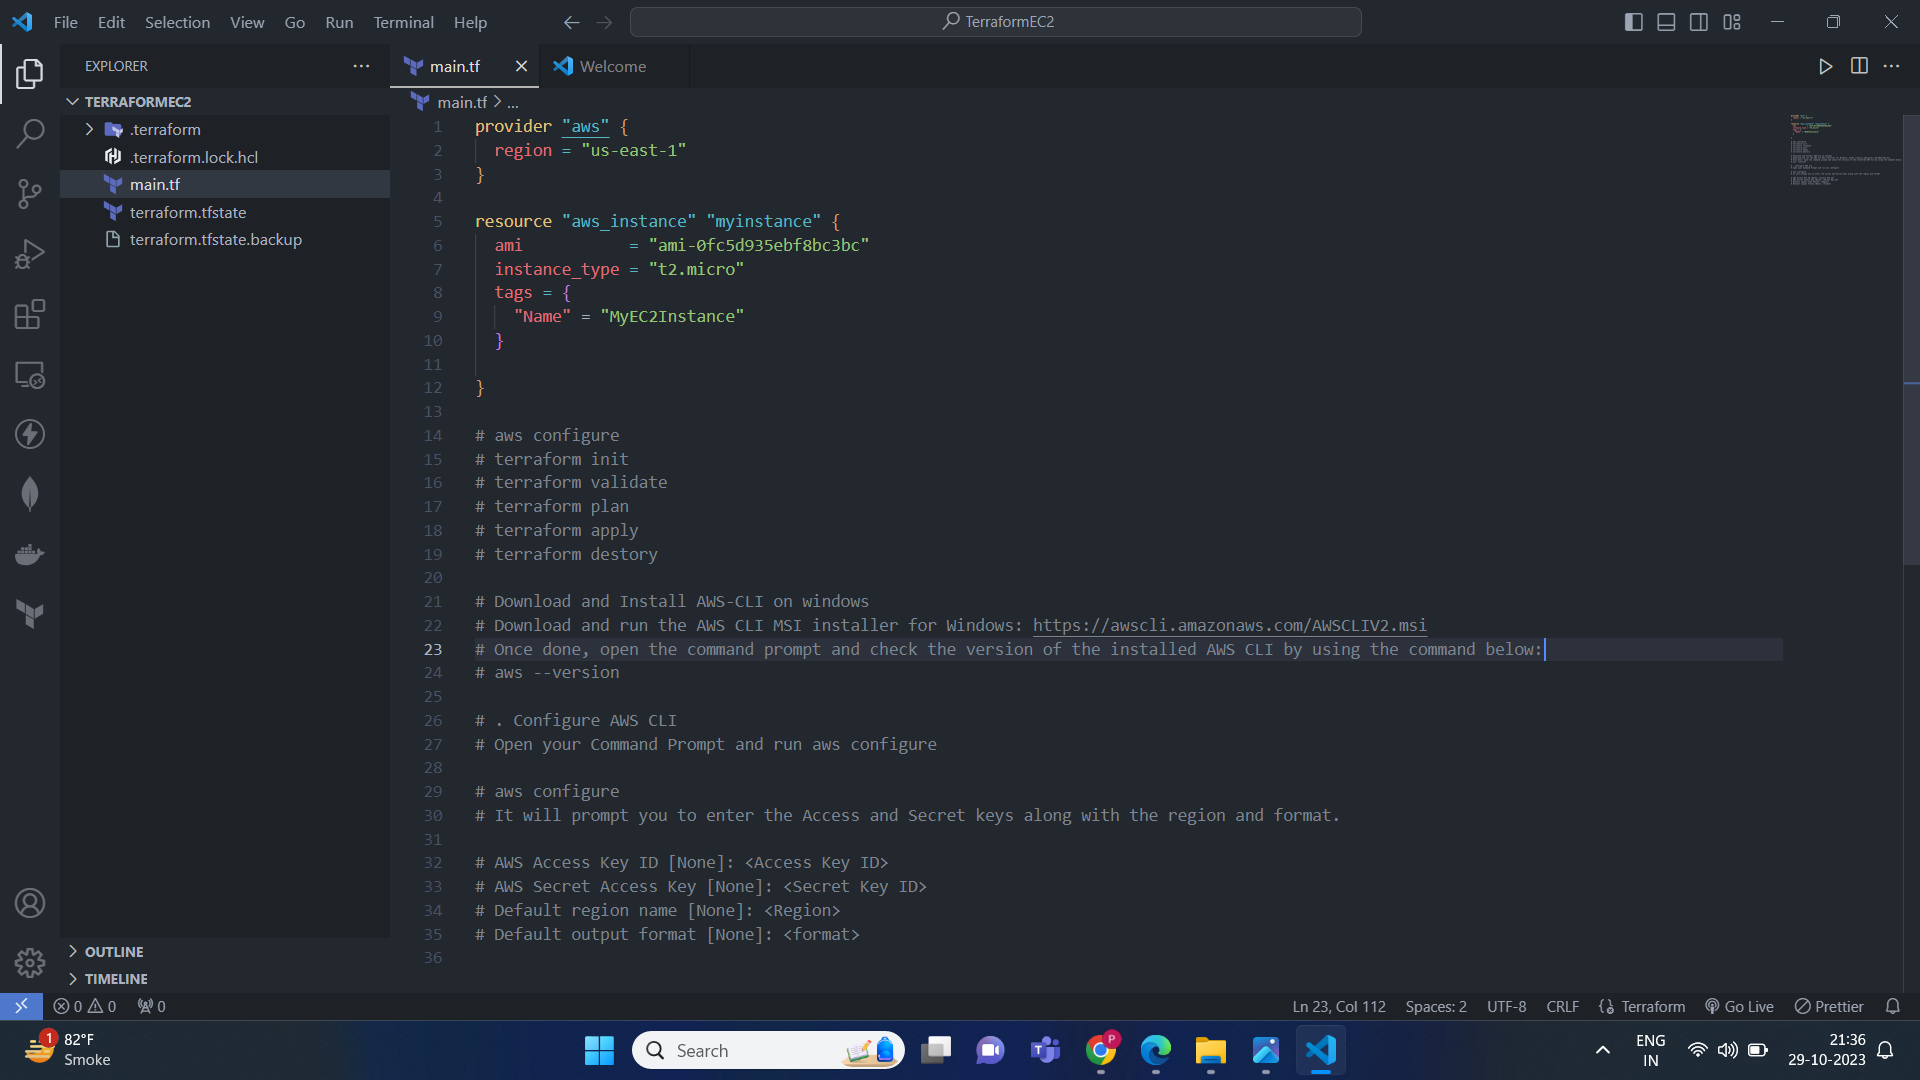 File Edit Selection View Go Run Terminal Help
TerraformEC2
EXPLORER
main.tf
Welcome
TERRAFORMEC2
.terraform
.terraform.lock.hcl
main.tf
terraform.tfstate
terraform.tfstate.backup
main.tf > ...
1 provider "aws" {
2 region = "us-east-1"
3 }
4
5 resource "aws_instance" "myinstance" {
6 ami = "ami-0fc5d935ebf8bc3bc"
7 instance_type = "t2.micro"
8 tags = {
9 "Name" = "MyEC2Instance"
10 }
11
12 }
13
14 # aws configure
15 # terraform init
16 # terraform validate
17 # terraform plan
18 # terraform apply
19 # terraform destory
20
21 # Download and Install AWS-CLI on windows
22 # Download and run the AWS CLI MSI installer for Windows: https://awscli.amazonaws.com/AWSCLIV2.msi
23 # Once done, open the command prompt and check the version of the installed AWS CLI by using the command below:
24 # aws --version
25
26 # . Configure AWS CLI
27 # Open your Command Prompt and run aws configure
28
29 # aws configure
30 # It will prompt you to enter the Access and Secret keys along with the region and format.
31
32 # AWS Access Key ID [None]: <Access Key ID>
33 # AWS Secret Access Key [None]: <Secret Key ID>
34 # Default region name [None]: <Region>
35 # Default output format [None]: <format>
36
OUTLINE
TIMELINE
0 0 0
Ln 23, Col 112 Spaces: 2 UTF-8 CRLF Terraform Go Live Prettier
1
82°F
Smoke
Search
P
ENG
IN
21:36
29-10-2023